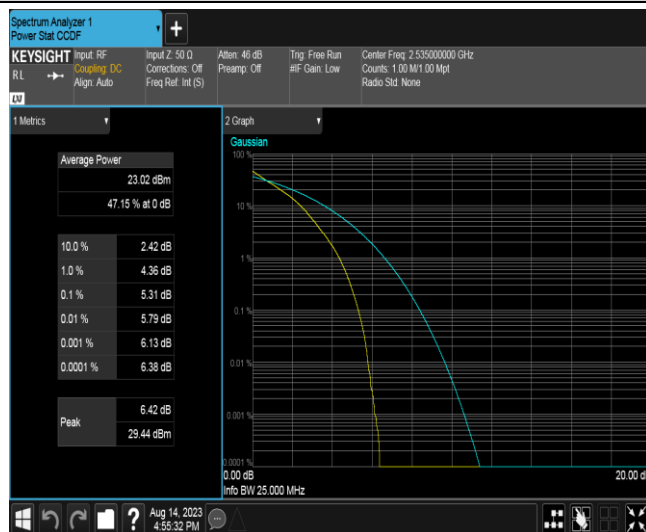 Spectrum Analyzer 1
Power Stat CCDF
+
KEYSIGHT
RL
LXI
Input: RF
Coupling: DC
Align: Auto
Input Z: 50 Ω
Corrections: Off
Freq Ref: Int (S)
Atten: 46 dB
Preamp: Off
Trig: Free Run
#IF Gain: Low
Center Freq: 2.535000000 GHz
Counts: 1.00 M/1.00 Mpt
Radio Std: None
1 Metrics
Average Power
23.02 dBm
47.15 % at 0 dB
10.0 % 2.42 dB
1.0 % 4.36 dB
0.1 % 5.31 dB
0.01 % 5.79 dB
0.001 % 6.13 dB
0.0001 % 6.38 dB
Peak
6.42 dB
29.44 dBm
2 Graph
Gaussian
100 %
10 %
1 %
0.1 %
0.01 %
0.001 %
0.0001 %
0.00 dB
20.00 d
Info BW 25.000 MHz
?
Aug 14, 2023
4:55:32 PM